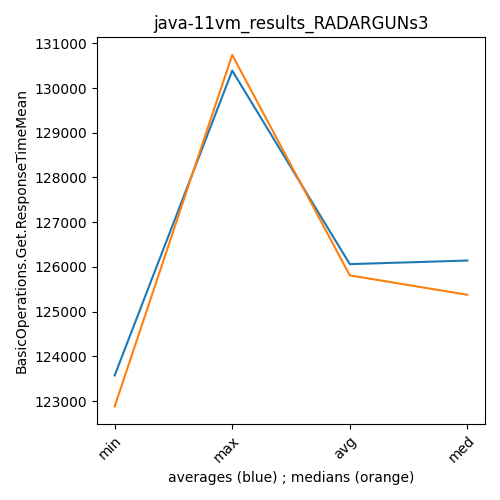 java-11vm_results_RADARGUNs3
BasicOperations.Get.ResponseTimeMean
131000
130000
129000
128000
127000
126000
125000
124000
123000
min
max
avg
med
averages (blue) ; medians (orange)